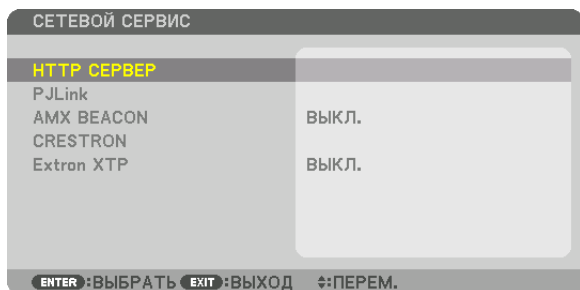 СЕТЕВОЙ СЕРВИС
HTTP СЕРВЕР
PJLink
AMX BEACON ВЫКЛ.
CRESTRON
Extron XTP ВЫКЛ.
ENTER :ВЫБРАТЬ EXIT :ВЫХОД ♦:ПЕРЕМ.